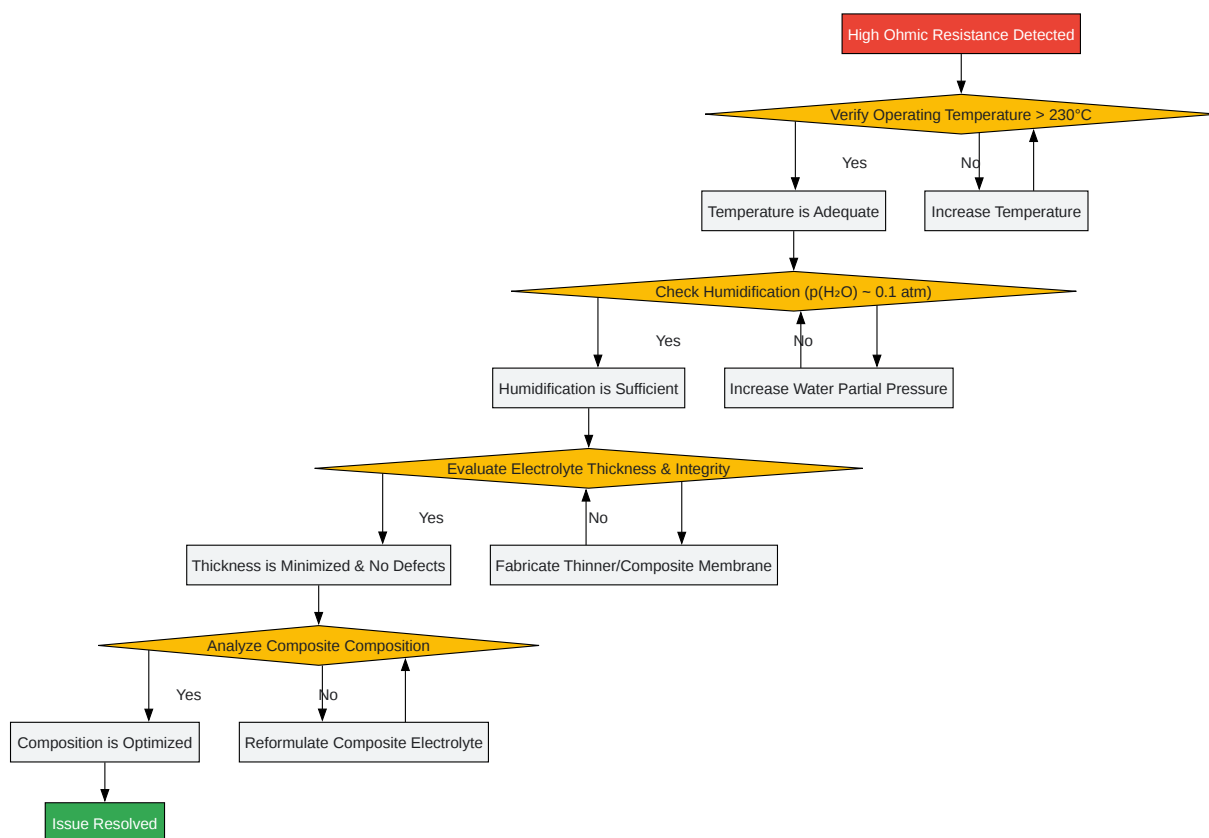 High Ohmic Resistance Detected
Verify Operating Temperature > 230°C
Yes
No
Temperature is Adequate
Increase Temperature
Check Humidification (p(H₂O) ~ 0.1 atm)
Yes
No
Humidification is Sufficient
Increase Water Partial Pressure
Evaluate Electrolyte Thickness & Integrity
Yes
No
Thickness is Minimized & No Defects
Fabricate Thinner/Composite Membrane
Analyze Composite Composition
Yes
No
Composition is Optimized
Reformulate Composite Electrolyte
Issue Resolved